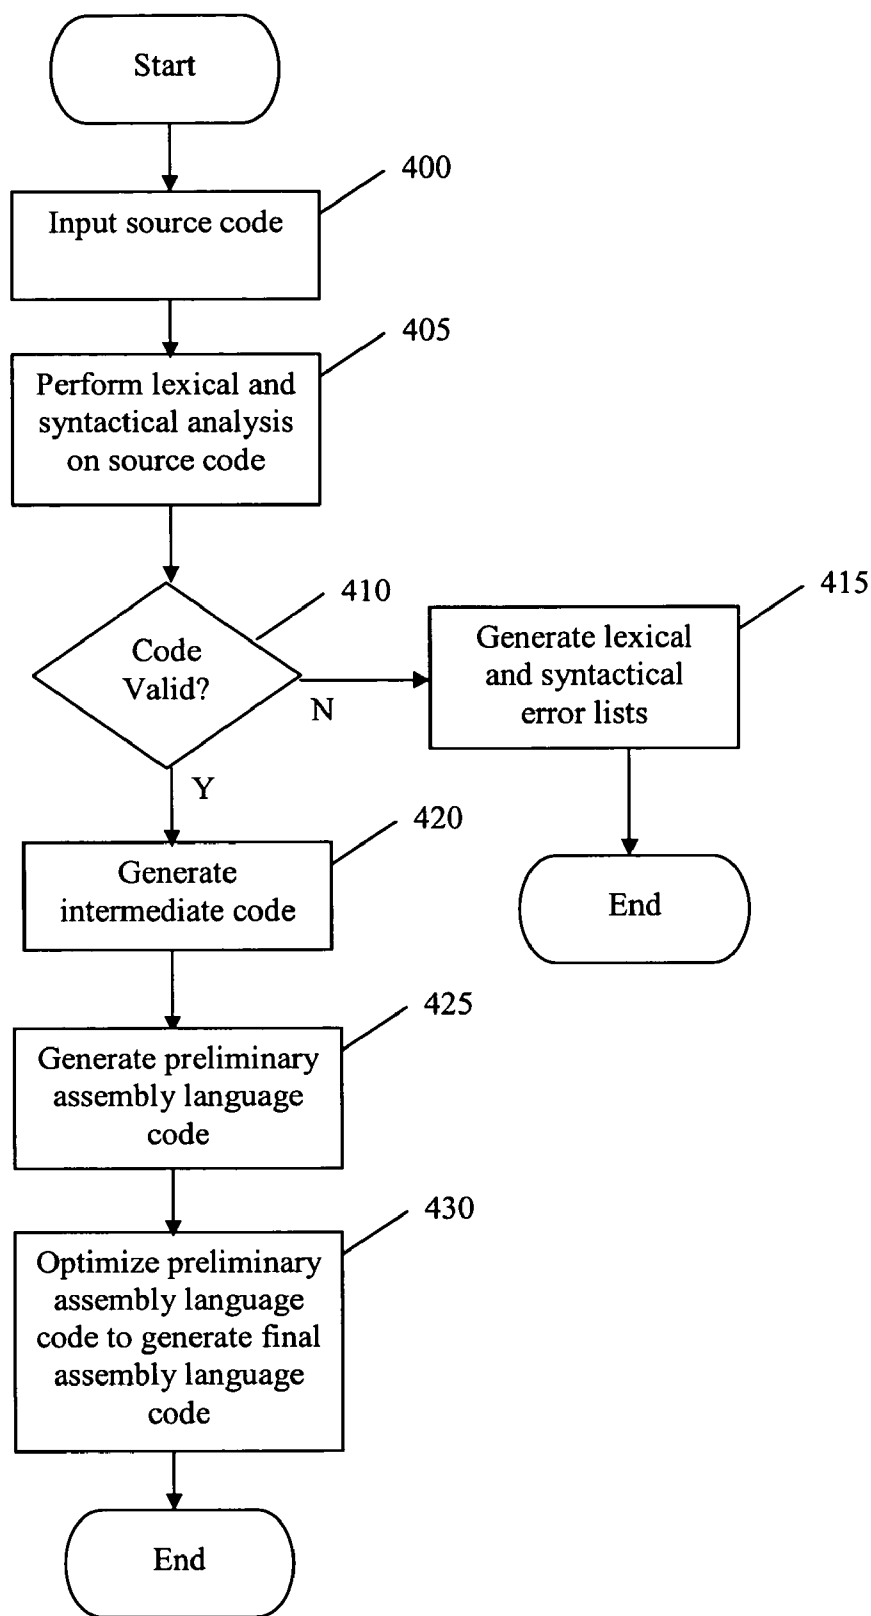 Start
400
Input source code
405
Perform lexical and
syntactical analysis
on source code
410
Code
Valid?
N
415
Generate lexical
and syntactical
error lists
End
Y
420
Generate
intermediate code
425
Generate preliminary
assembly language
code
430
Optimize preliminary
assembly language
code to generate final
assembly language
code
End